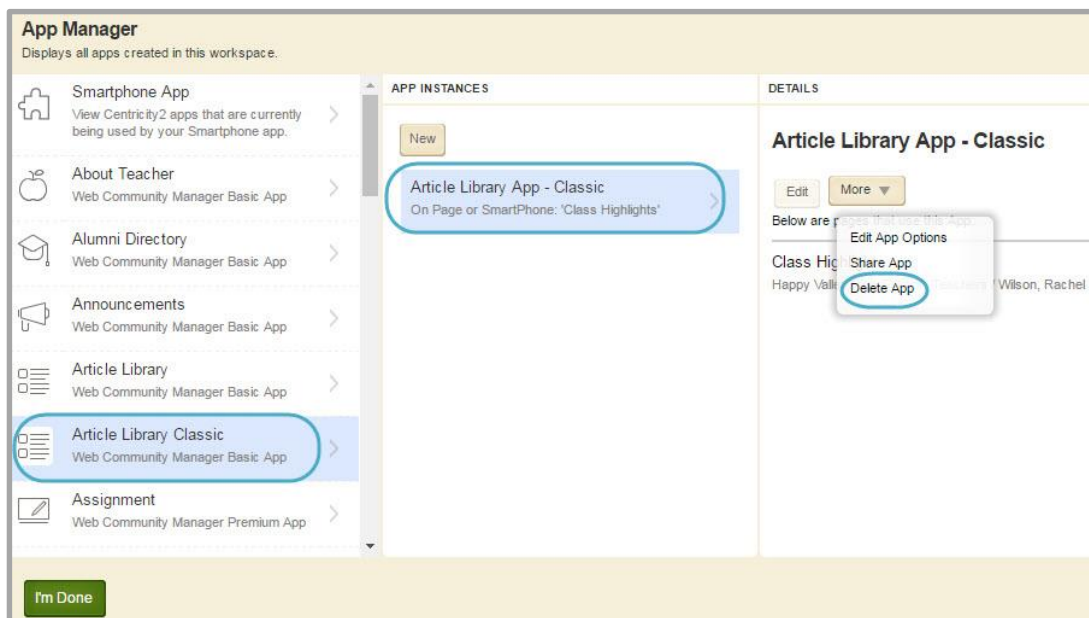 App Manager
Displays all apps created in this workspace.
Smartphone App
View Centricity2 apps that are currently
being used by your Smartphone app.
About Teacher
Web Community Manager Basic App
Alumni Directory
Web Community Manager Basic App
Announcements
Web Community Manager Basic App
Article Library
Web Community Manager Basic App
Article Library Classic
Web Community Manager Basic App
Assignment
Web Community Manager Premium App
APP INSTANCES
New
Article Library App - Classic
On Page or SmartPhone: 'Class Highlights'
DETAILS
Article Library App - Classic
Edit
More
Below are pages that use this App.
Edit App Options
Class
Share App
Happy
Delete App
Wilson, Rachel
I'm Done